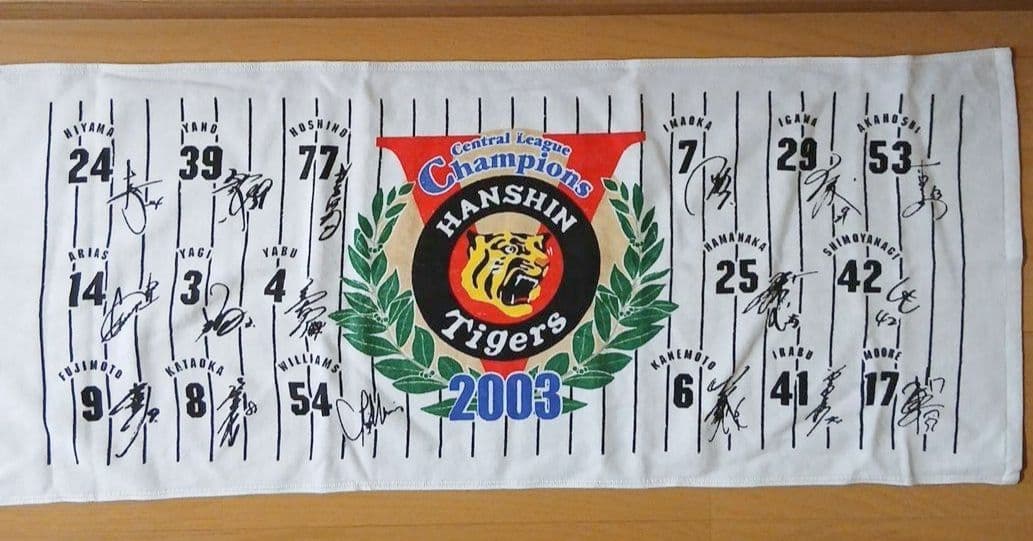 HIYAMA
24
YANO
39
HOSHINO
77
ARIAS
14
YAGI
3
YABU
4
FUJIMOTO
9
KATAOKA
8
WILLIAMS
54
Central League
Champions
HANSHIN
Tigers
2003
IMAOKA
7
IGAWA
29
AKAHOSHI
53
HAMANAKA
25
SHIMOYANAGI
42
KANEMOTO
6
IRABU
41
MOORE
17